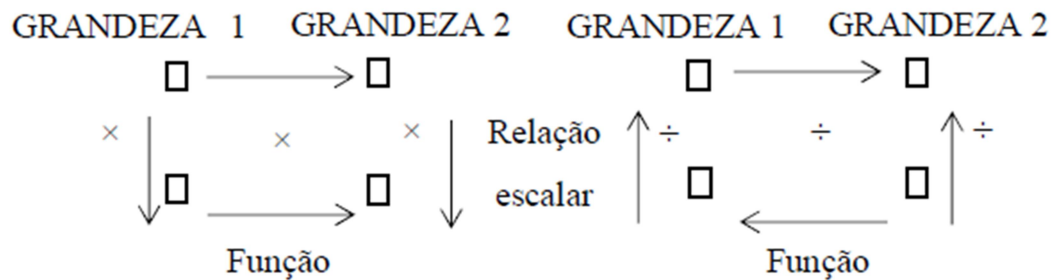 GRANDEZA 1 GRANDEZA 2 GRANDEZA 1 GRANDEZA 2
× × × Relação ÷ ÷ ÷
escalar
Função Função